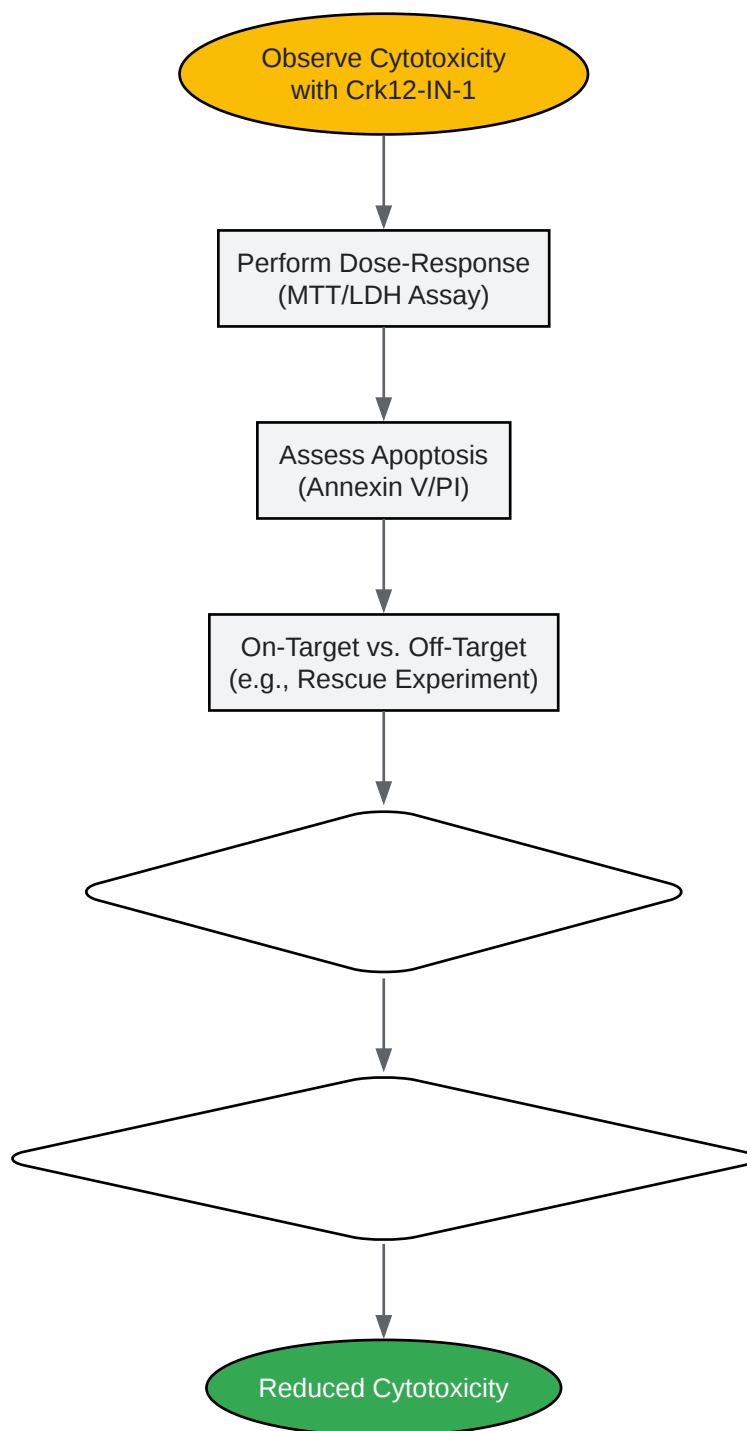 Observe Cytotoxicity
with Crk12-IN-1
Perform Dose-Response
(MTT/LDH Assay)
Assess Apoptosis
(Annexin V/PI)
On-Target vs. Off-Target
(e.g., Rescue Experiment)
Reduced Cytotoxicity